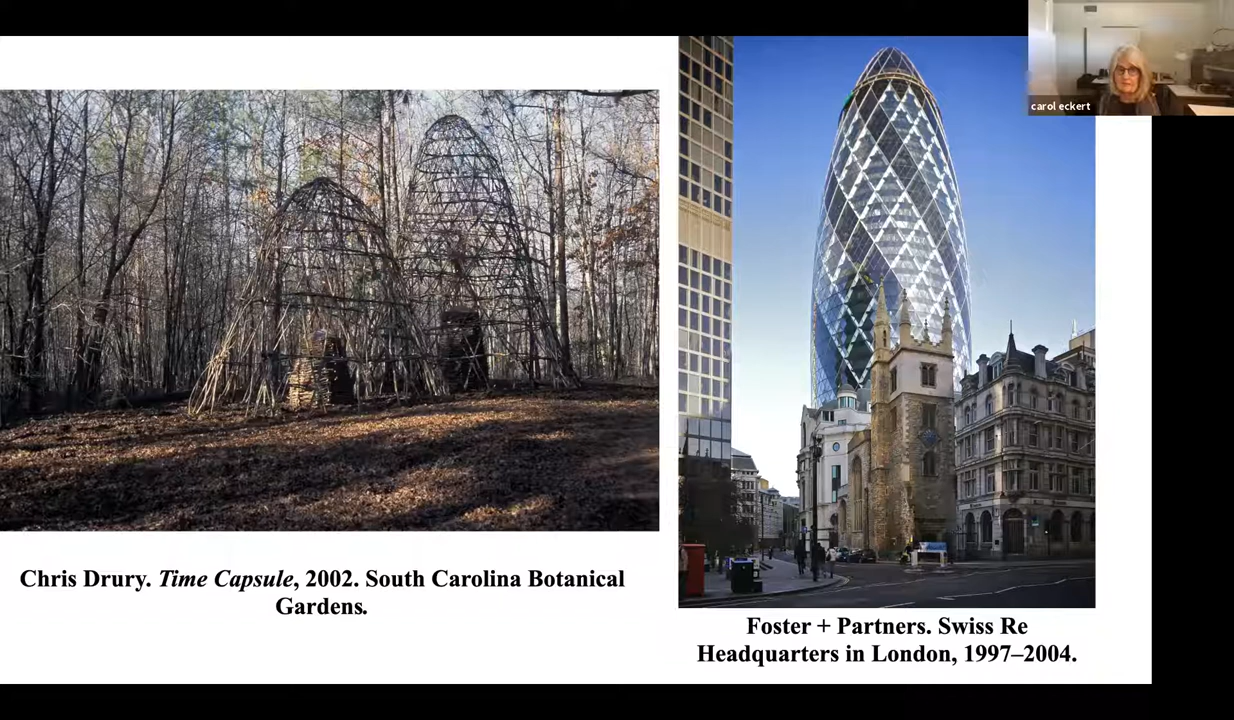 carol eckert
Chris Drury. Time Capsule, 2002. South Carolina Botanical
Gardens.
Foster + Partners. Swiss Re
Headquarters in London, 1997–2004.